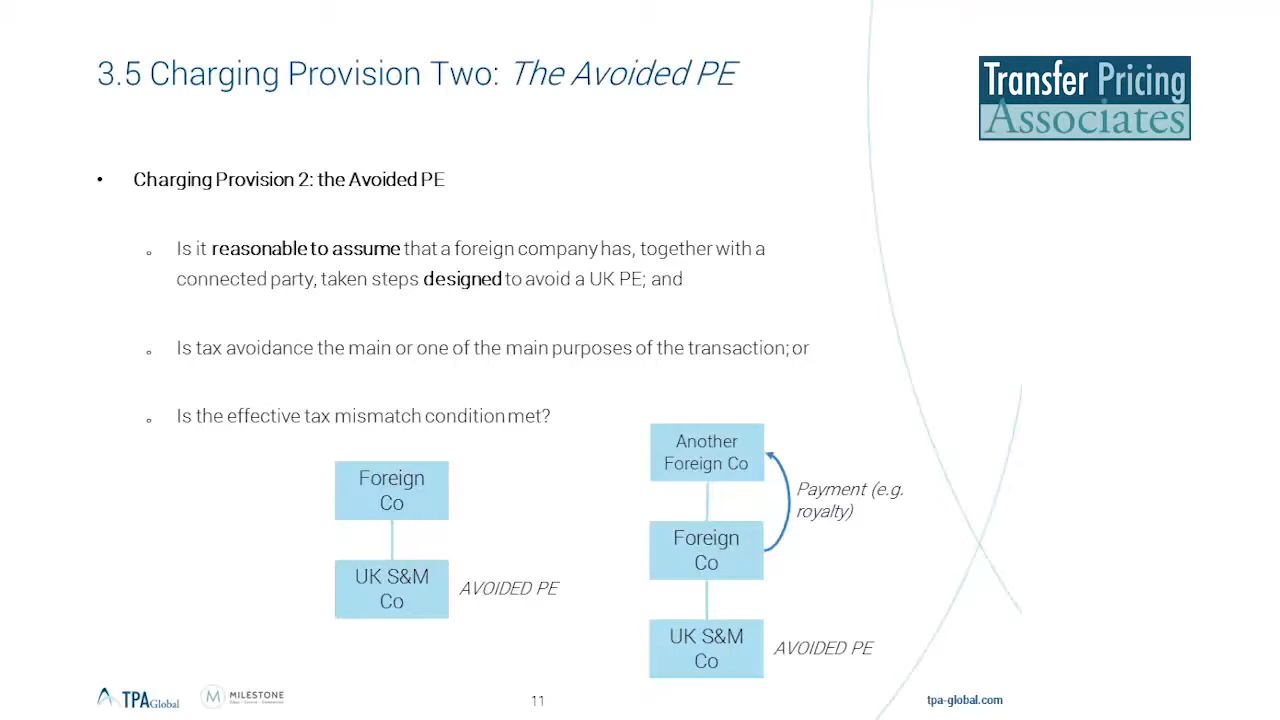 3.5 Charging Provision Two: The Avoided PE
Transfer Pricing
Associates
• Charging Provision 2: the Avoided PE
Is it reasonable to assume that a foreign company has, together with a
connected party, taken steps designed to avoid a UK PE; and
Is tax avoidance the main or one of the main purposes of the transaction; or
Is the effective tax mismatch condition met?
Foreign
Co
UK S&M
Co
AVOIDED PE
Another
Foreign Co
Payment (e.g.
royalty)
Foreign
Co
UK S&M
Co
AVOIDED PE
TPA Global
M MILESTONE
11
tpa-global.com